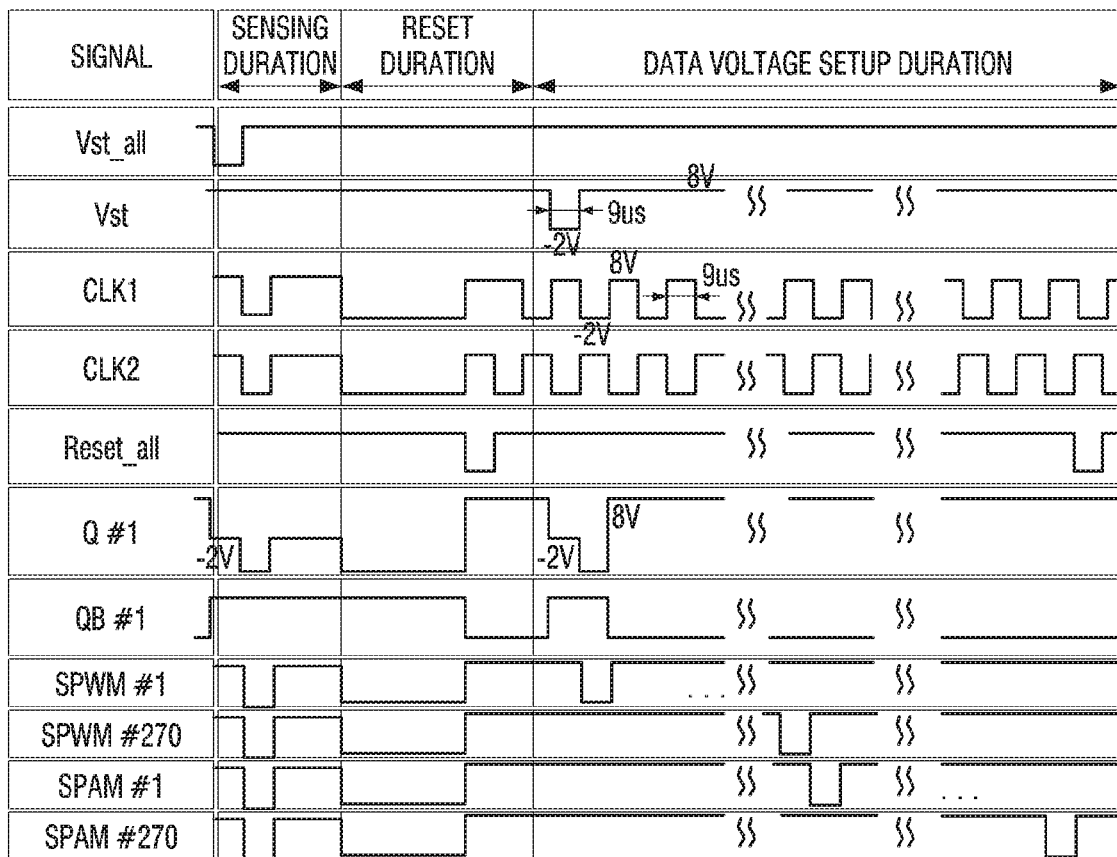 SIGNAL
SENSING
DURATION
RESET
DURATION
DATA VOLTAGE SETUP DURATION
Vst_all
Vst
8V
9us
-2V
CLK1
8V
9us
-2V
CLK2
Reset_all
Q #1
-2V
-2V
8V
QB #1
SPWM #1
. . .
SPWM #270
SPAM #1
. . .
SPAM #270